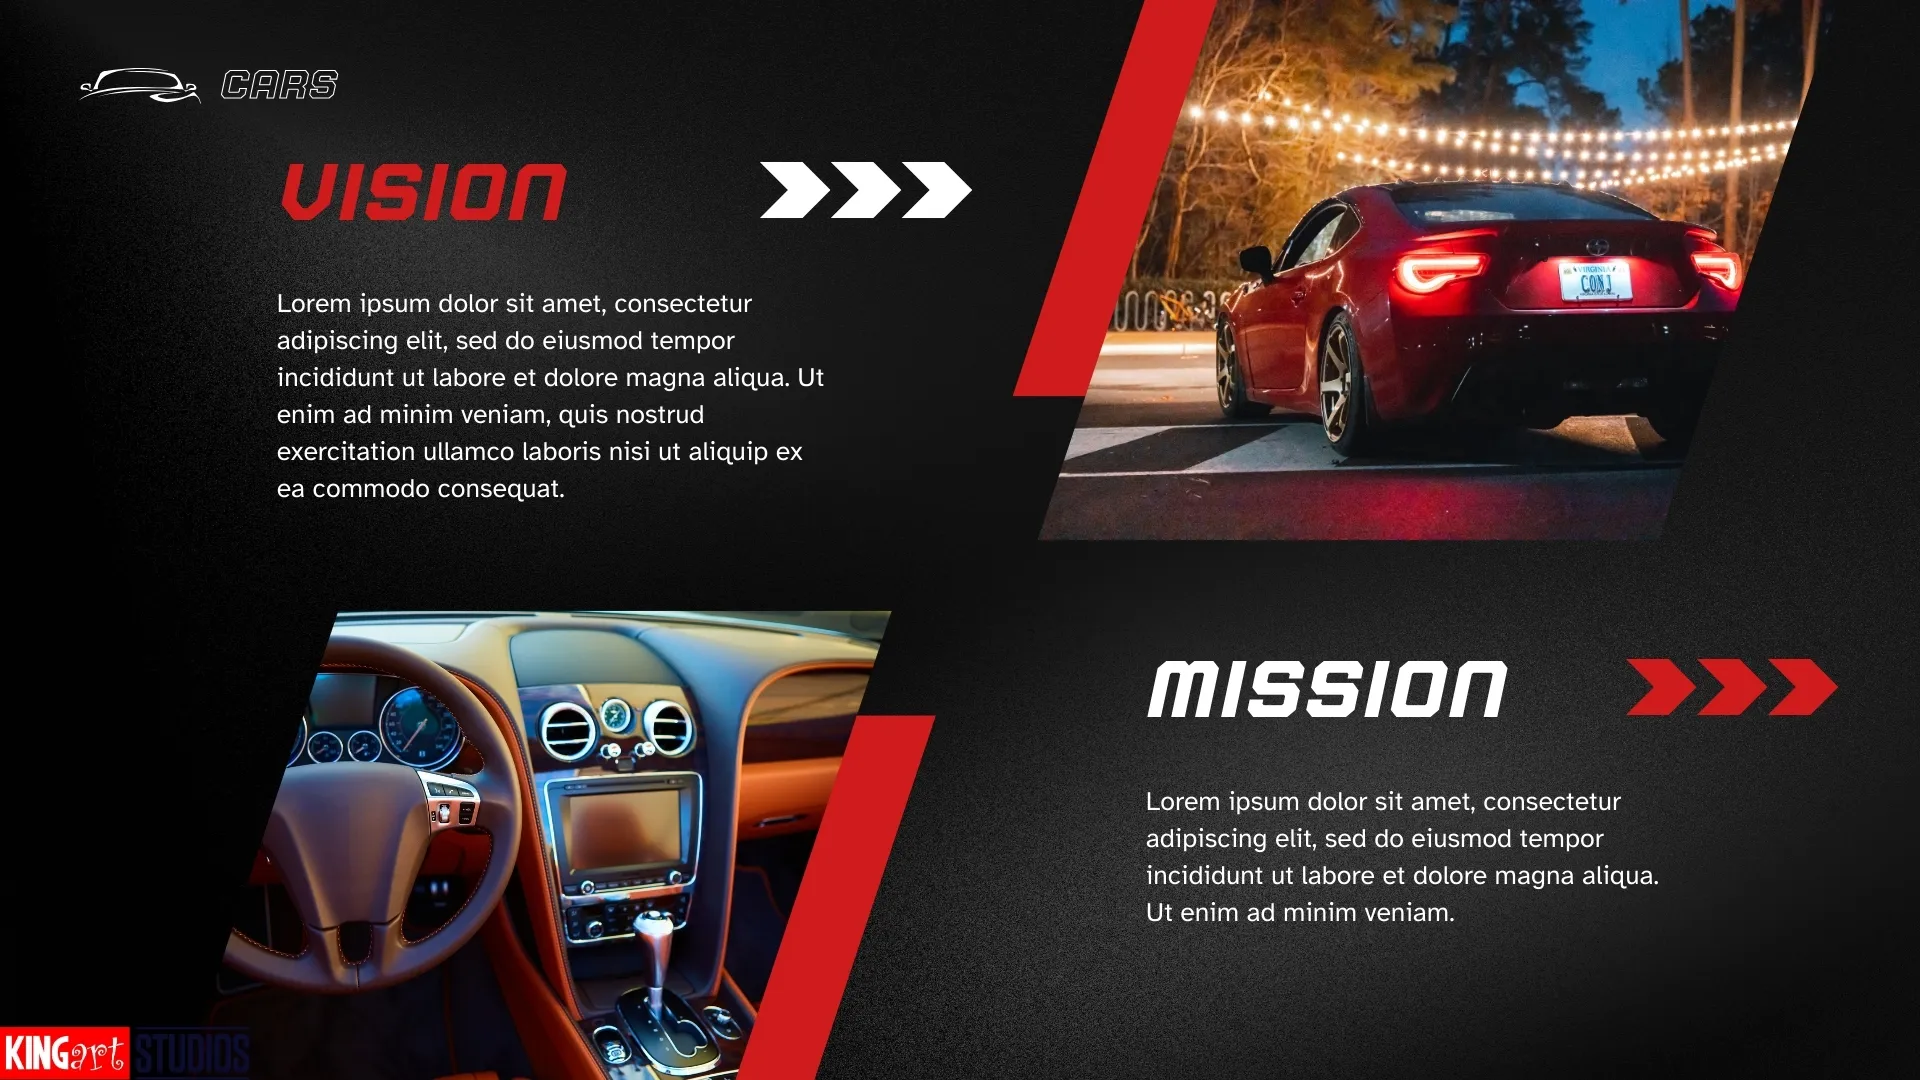 CARS
VISION
Lorem ipsum dolor sit amet, consectetur
adipiscing elit, sed do eiusmod tempor
incididunt ut labore et dolore magna aliqua. Ut
enim ad minim veniam, quis nostrud
exercitation ullamco laboris nisi ut aliquip ex
ea commodo consequat.
VIRGINIA
CONJ
MISSION
Lorem ipsum dolor sit amet, consectetur
adipiscing elit, sed do eiusmod tempor
incididunt ut labore et dolore magna aliqua.
Ut enim ad minim veniam.
KINGart STUDIOS